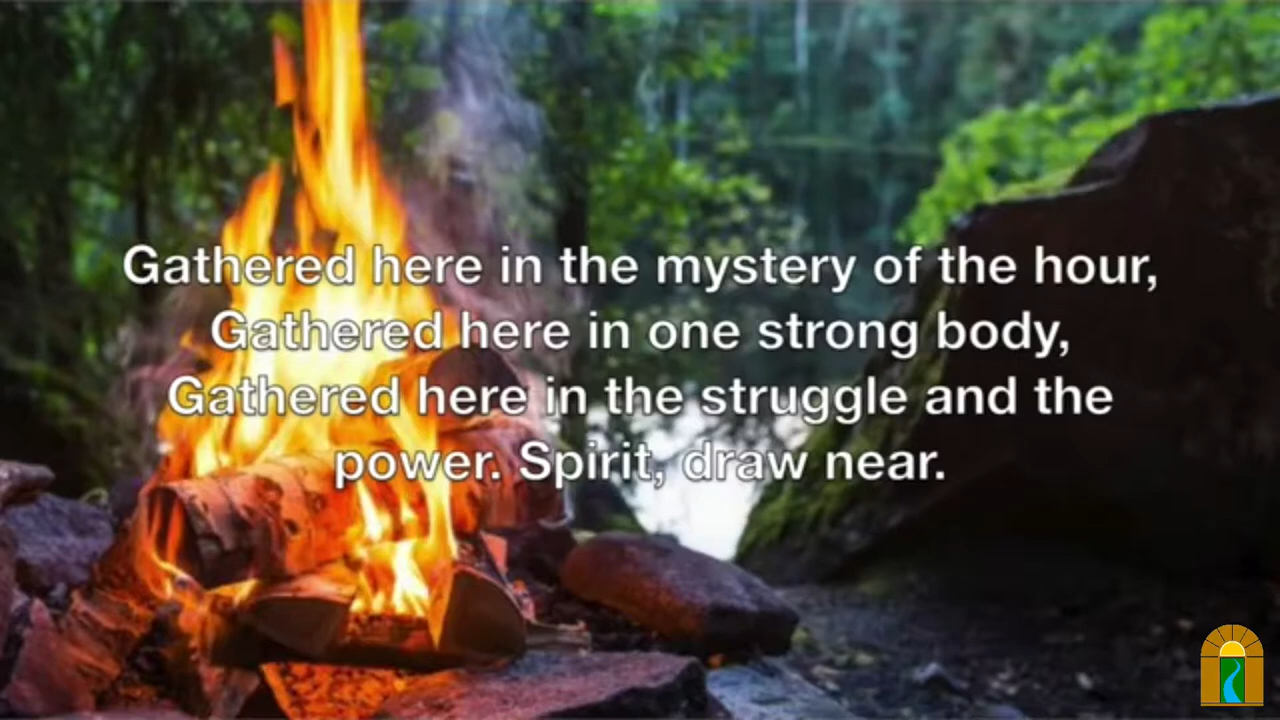 Gathered here in the mystery of the hour,
Gathered here in one strong body,
Gathered here in the struggle and the
power. Spirit, draw near.